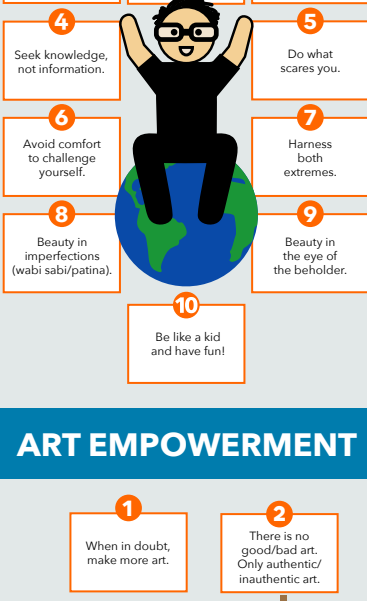 4
Seek knowledge,
not information.
5
Do what
scares you.
6
Avoid comfort
to challenge
yourself.
7
Harness
both
extremes.
8
Beauty in
imperfections
(wabi sabi/patina).
9
Beauty in
the eye of
the beholder.
10
Be like a kid
and have fun!
ART EMPOWERMENT
1
When in doubt,
make more art.
2
There is no
good/bad art.
Only authentic/
inauthentic art.